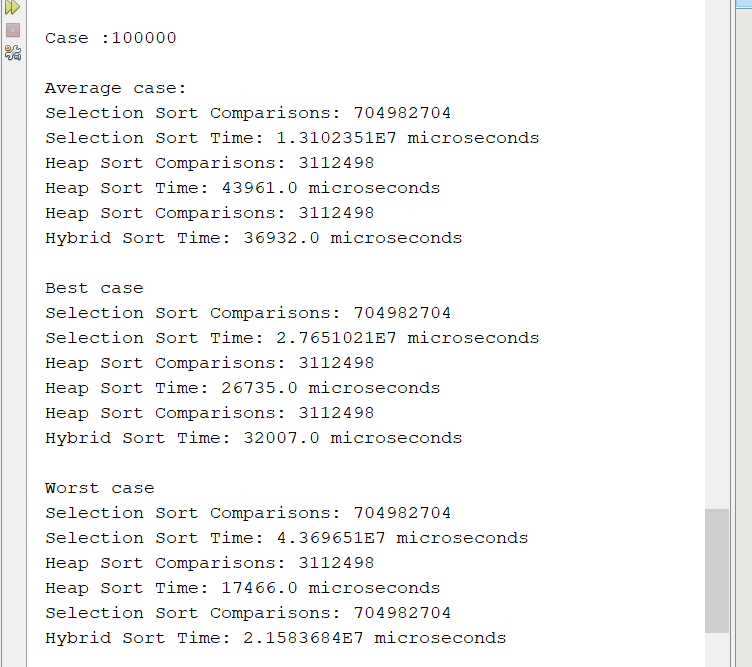 Case :100000
Average case:
Selection Sort Comparisons: 704982704
Selection Sort Time: 1.3102351E7 microseconds
Heap Sort Comparisons: 3112498
Heap Sort Time: 43961.0 microseconds
Heap Sort Comparisons: 3112498
Hybrid Sort Time: 36932.0 microseconds
Best case
Selection Sort Comparisons: 704982704
Selection Sort Time: 2.7651021E7 microseconds
Heap Sort Comparisons: 3112498
Heap Sort Time: 26735.0 microseconds
Heap Sort Comparisons: 3112498
Hybrid Sort Time: 32007.0 microseconds
Worst case
Selection Sort Comparisons: 704982704
Selection Sort Time: 4.369651E7 microseconds
Heap Sort Comparisons: 3112498
Heap Sort Time: 17466.0 microseconds
Selection Sort Comparisons: 704982704
Hybrid Sort Time: 2.1583684E7 microseconds